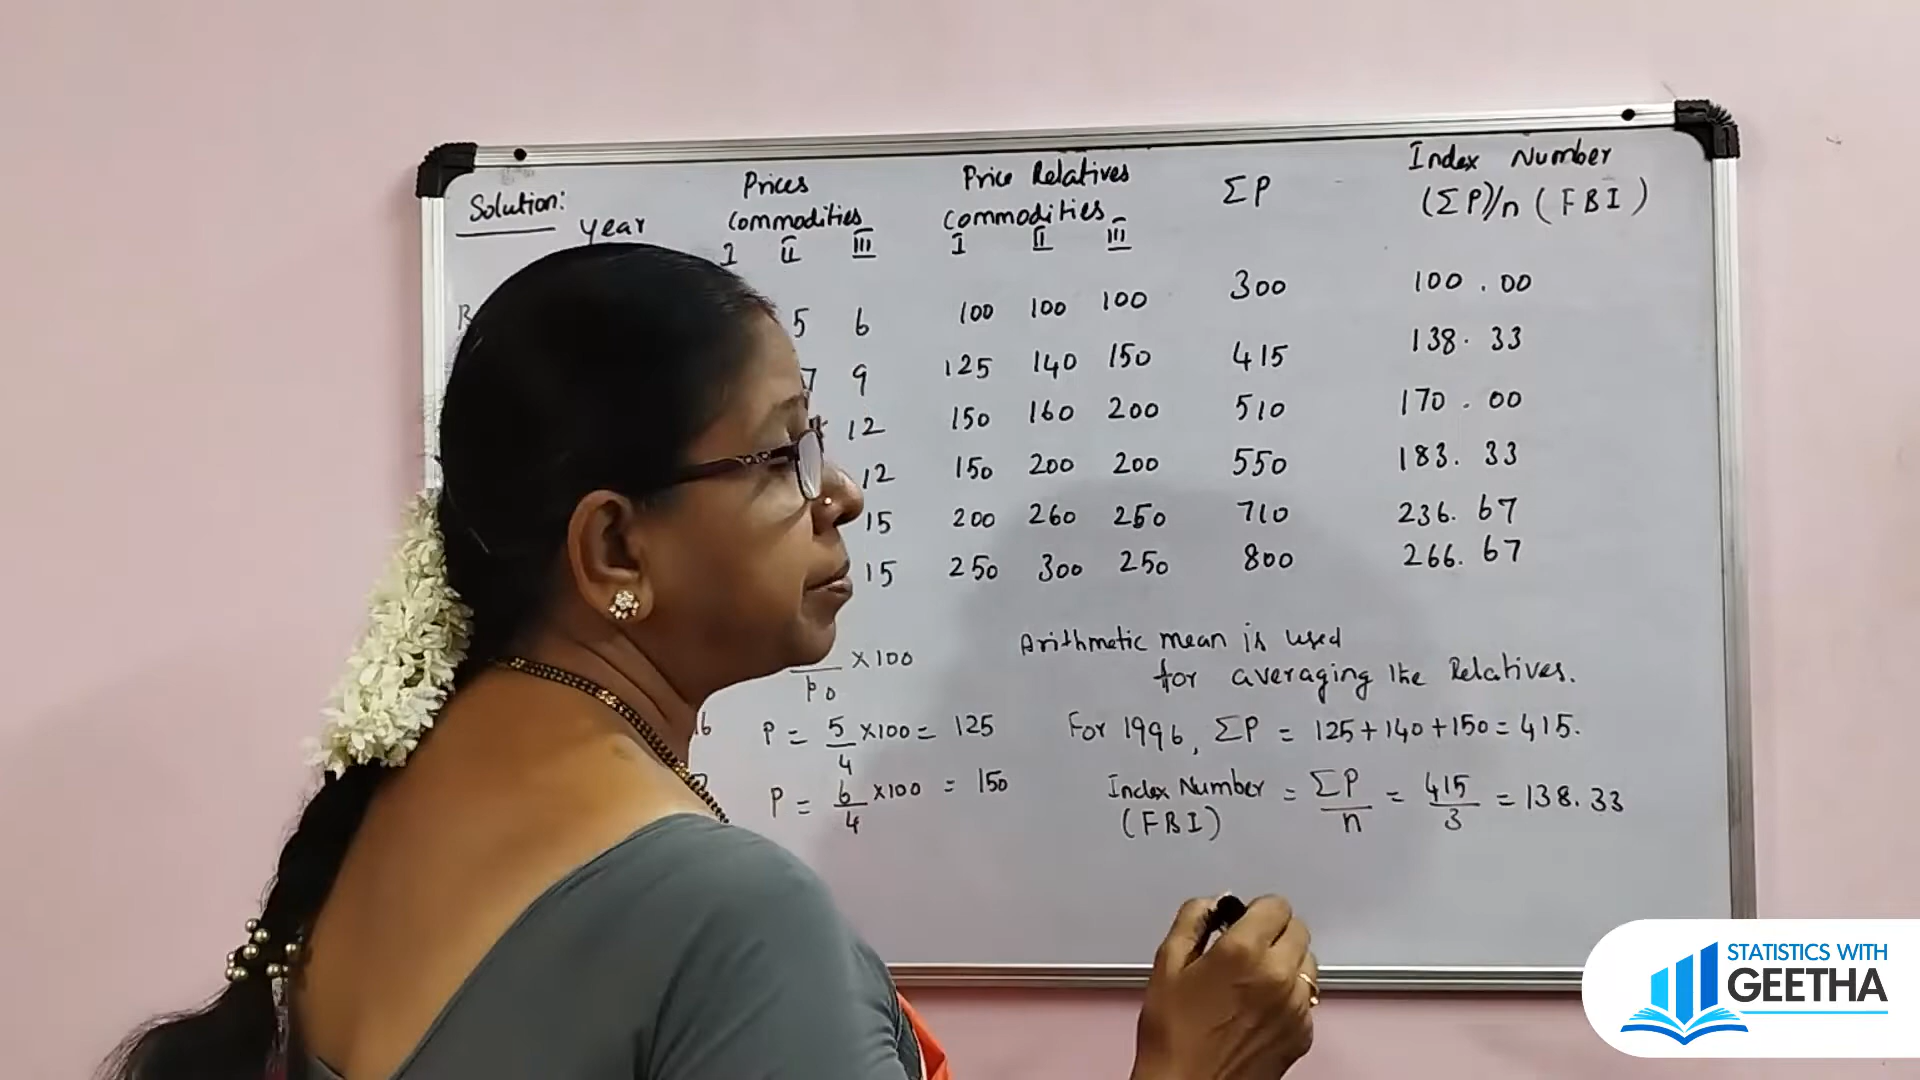 Solution:
year
Prices
Commodities
I II III
Price Relatives
Commodities
I II III
ΣP
Index Number
(ΣP)/n (FBI)
5 6 100 100 100 300 100.00
7 9 125 140 150 415 138.33
12 150 160 200 510 170.00
12 150 200 200 550 183.33
15 200 260 250 710 236.67
15 250 300 250 800 266.67
p0 ×100
P = 5/4 ×100 = 125
P = 6/4 ×100 = 150
Arithmetic mean is used
for averaging the Relatives.
For 1996, ΣP = 125+140+150 = 415.
Index Number = ΣP/n = 415/3 = 138.33
(FBI)
STATISTICS WITH
GEETHA